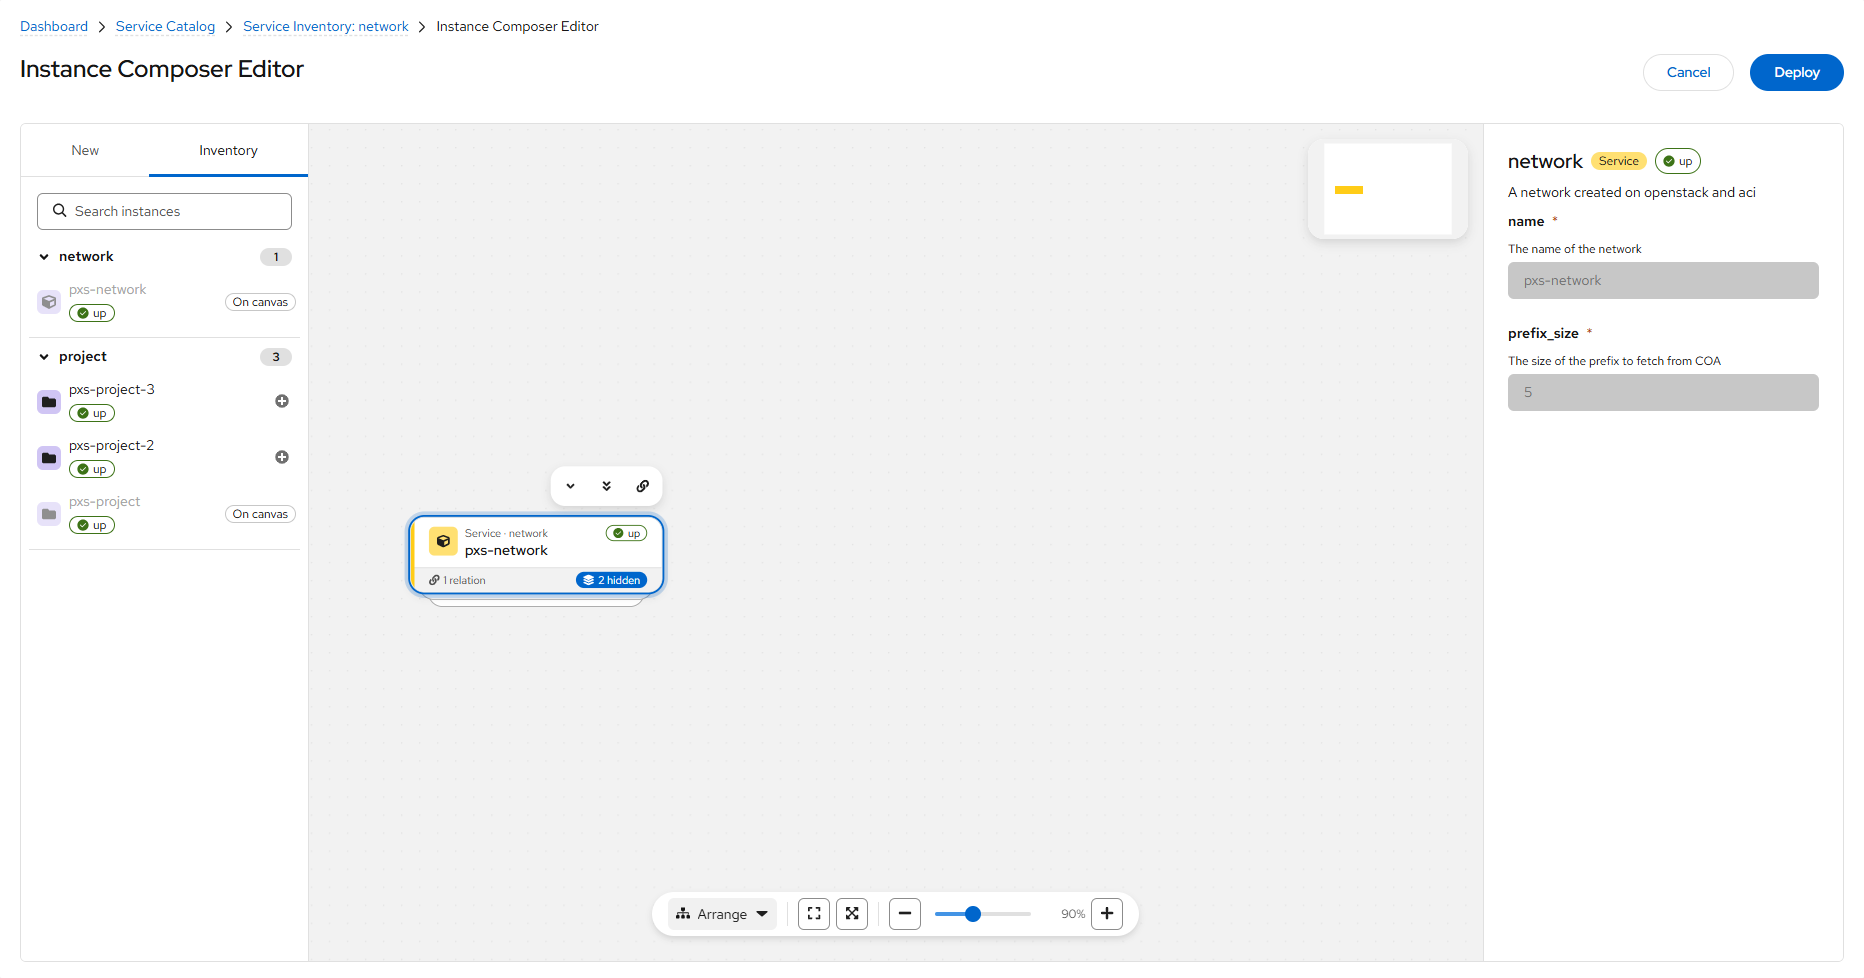 Dashboard > Service Catalog > Service Inventory: network > Instance Composer Editor
Instance Composer Editor
Cancel
Deploy
New
Inventory
Search instances
network
1
pxs-network
up
On canvas
project
3
pxs-project-3
up
pxs-project-2
up
pxs-project
up
On canvas
Service · network
up
pxs-network
1 relation
2 hidden
Arrange
90%
network
Service
up
A network created on openstack and aci
name *
The name of the network
pxs-network
prefix_size *
The size of the prefix to fetch from COA
5